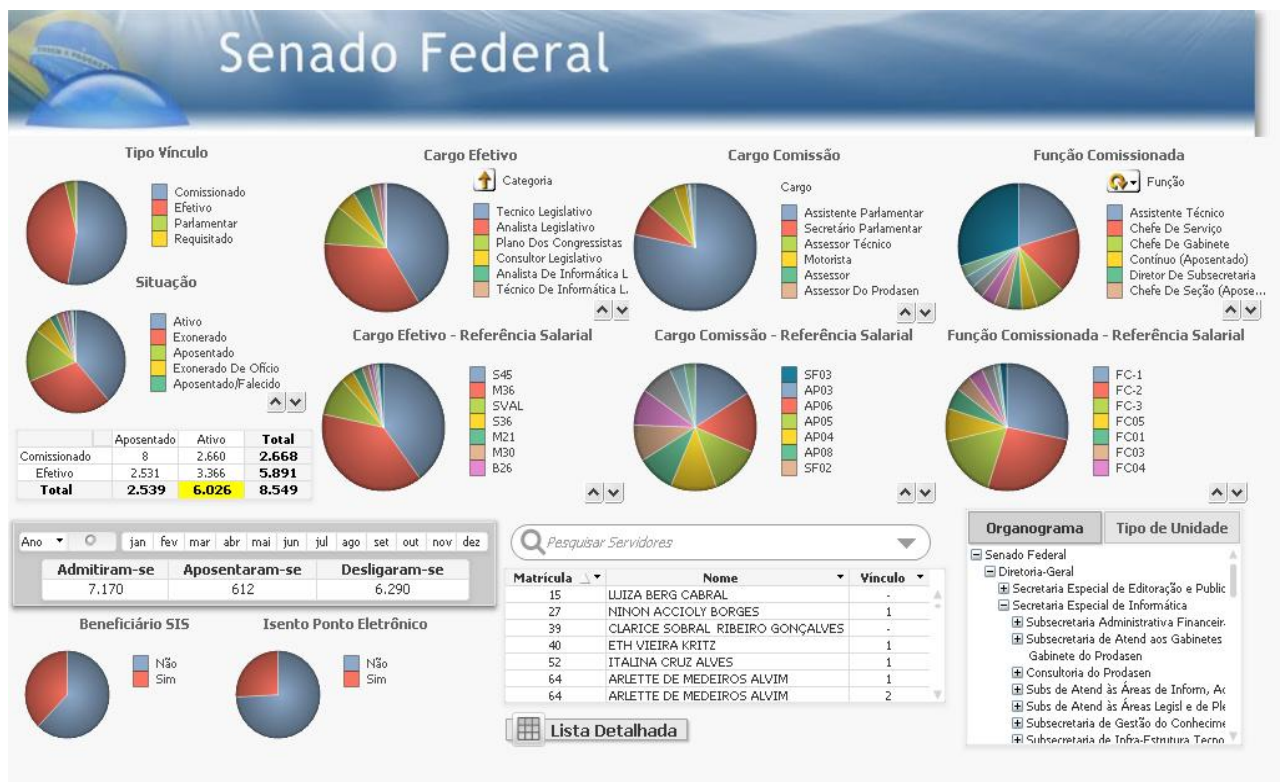 Senado Federal
Tipo Vínculo
Comissionado
Efetivo
Parlamentar
Requisitado
Cargo Efetivo
Categoria
Tecnico Legislativo
Analista Legislativo
Plano Dos Congressistas
Consultor Legislativo
Analista De Informática L
Técnico De Informática L.
Cargo Comissão
Cargo
Assistente Parlamentar
Secretário Parlamentar
Assessor Técnico
Motorista
Assessor
Assessor Do Prodasen
Função Comissionada
Função
Assistente Técnico
Chefe De Serviço
Chefe De Gabinete
Contínuo (Aposentado)
Diretor De Subsecretaria
Chefe De Seção (Apose...
Situação
Ativo
Exonerado
Aposentado
Exonerado De Ofício
Aposentado/Falecido
Cargo Efetivo - Referência Salarial
S45
M36
SVAL
S36
M21
M30
B26
Cargo Comissão - Referência Salarial
SF03
AP03
AP06
AP05
AP04
AP08
SF02
Função Comissionada - Referência Salarial
FC-1
FC-2
FC-3
FC05
FC01
FC03
FC04
Aposentado Ativo Total
Comissionado 8 2.660 2.668
Efetivo 2.531 3.366 5.891
Total 2.539 6.026 8.549
Ano jan fev mar abr mai jun jul ago set out nov dez
Admitiram-se Aposentaram-se Desligaram-se
7.170 612 6.290
Beneficiário SIS
Não
Sim
Isento Ponto Eletrônico
Não
Sim
Pesquisar Servidores
Matrícula Nome Vínculo
15 LUIZA BERG CABRAL -
27 NINON ACCIOLY BORGES 1
39 CLARICE SOBRAL RIBEIRO GONÇALVES -
40 ETH VIEIRA KRITZ 1
52 ITALINA CRUZ ALVES 1
64 ARLETTE DE MEDEIROS ALVIM 1
64 ARLETTE DE MEDEIROS ALVIM 2
Lista Detalhada
Organograma Tipo de Unidade
Senado Federal
Diretoria-Geral
Secretaria Especial de Editoração e Public
Secretaria Especial de Informática
Subsecretaria Administrativa Financeir
Subsecretaria de Atend aos Gabinetes
Gabinete do Prodasen
Consultoria do Prodasen
Subs de Atend às Áreas de Inform, Ac
Subs de Atend às Áreas Legisl e de Ple
Subsecretaria de Gestão do Conhecime
Subsecretaria de Infra-Estrutura Tecno